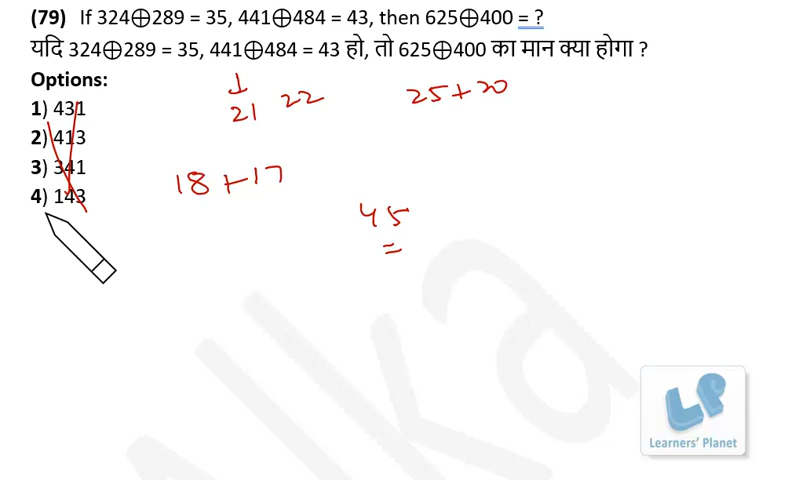 (79) If 324⊕289 = 35, 441⊕484 = 43, then 625⊕400 = ?
यदि 324⊕289 = 35, 441⊕484 = 43 हो, तो 625⊕400 का मान क्या होगा ?
Options:
1) 431
2) 413
3) 341
4) 143
21 22
25+20
18+17
45
=
Alka
LP
Learners' Planet